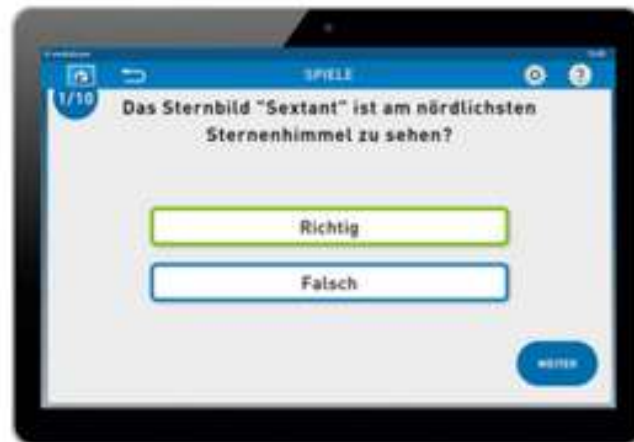 SPIELE
1/10
Das Sternbild "Sextant" ist am nördlichsten
Sternenhimmel zu sehen?
Richtig
Falsch
WEITER